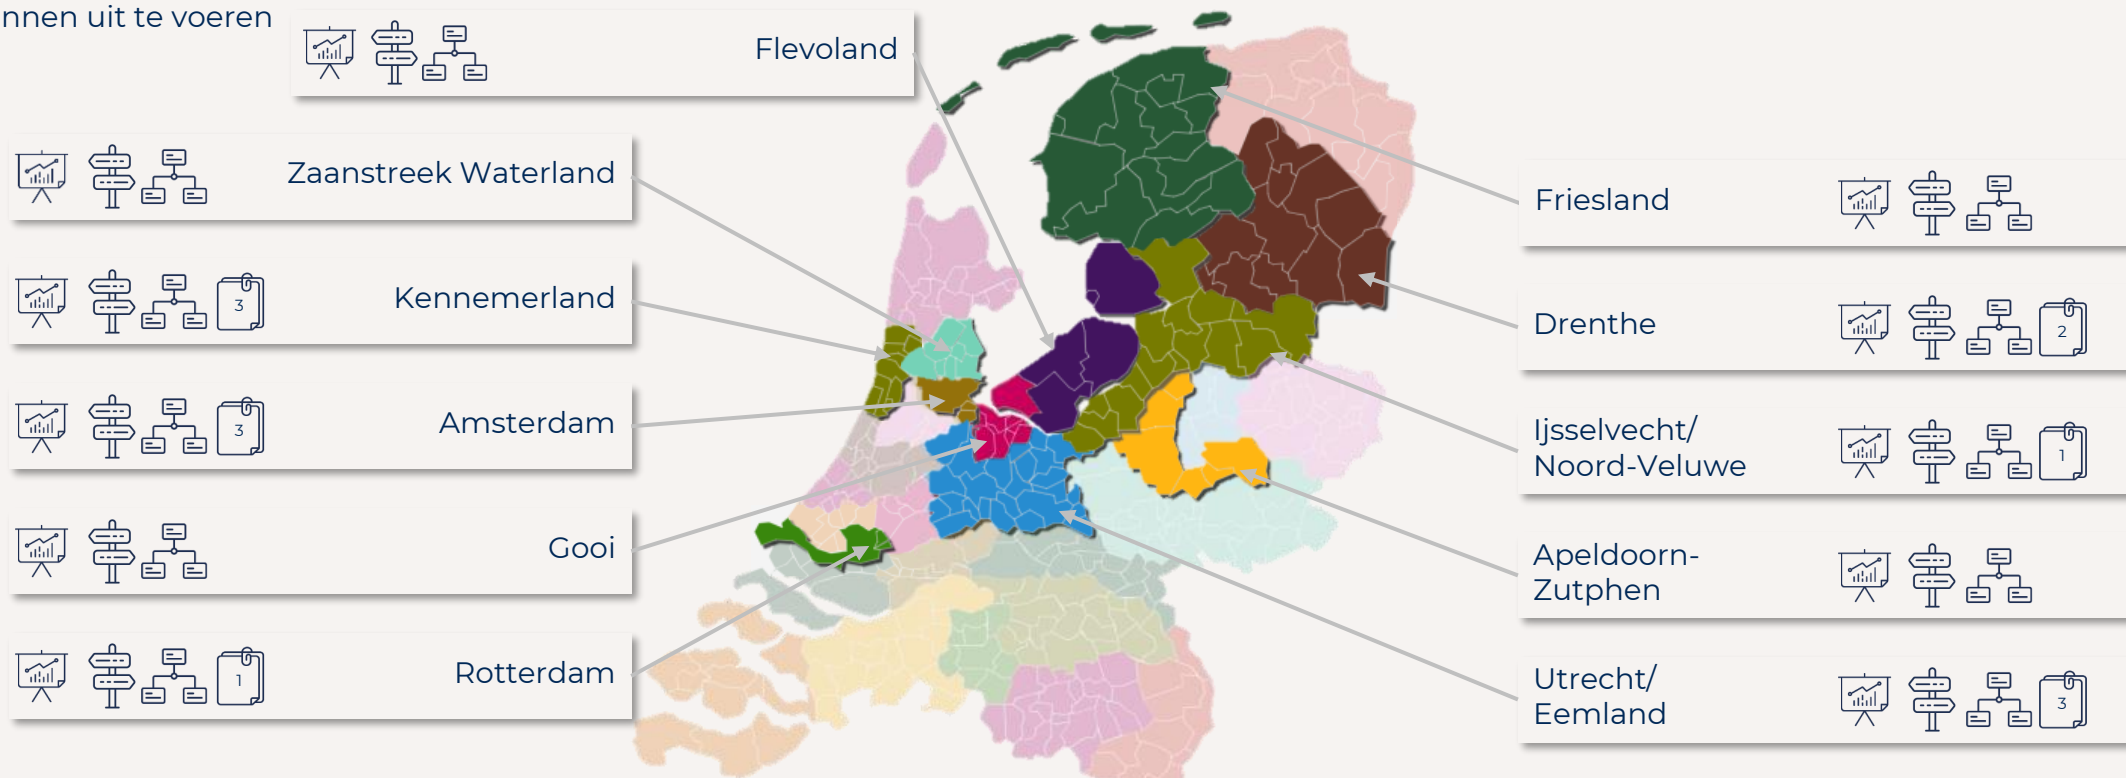 nnen uit te voeren
Flevoland
Zaanstreek Waterland
3
Kennemerland
3
Amsterdam
Gooi
1
Rotterdam
Friesland
Drenthe
2
Ijsselvecht/
Noord-Veluwe
1
Apeldoorn-
Zutphen
Utrecht/
Eemland
3